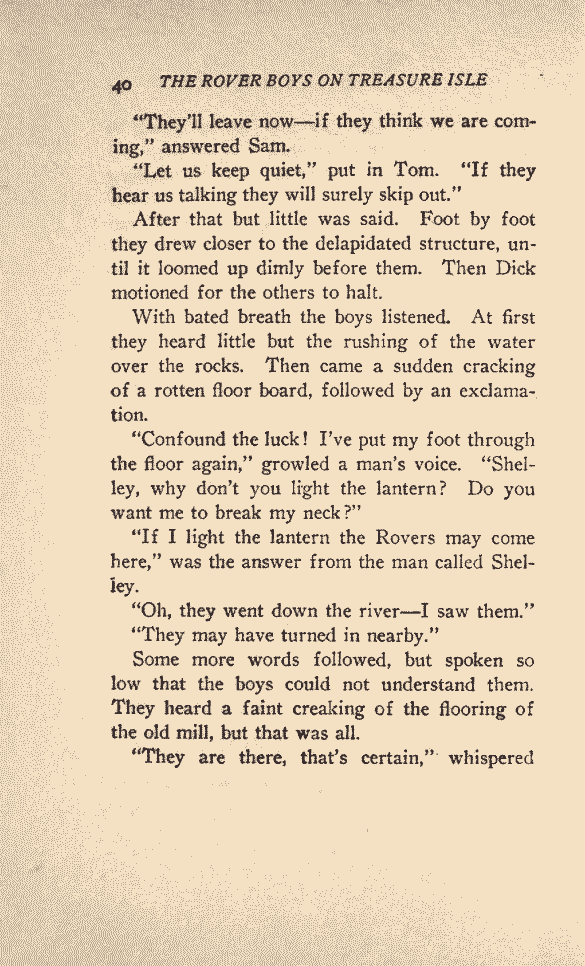 40 THE ROVER BOYS ON TREASURE ISLE
“They’ll leave now—if they think we are com-
ing,” answered Sam.
“Let us keep quiet,” put in Tom. “If they
hear us talking they will surely skip out.”
After that but little was said. Foot by foot
they drew closer to the delapidated structure, un-
til it loomed up dimly before them. Then Dick
motioned for the others to halt.
With bated breath the boys listened. At first
they heard little but the rushing of the water
over the rocks. Then came a sudden cracking
of a rotten floor board, followed by an exclama-
tion.
“Confound the luck! I’ve put my foot through
the floor again,” growled a man’s voice. “Shel-
ley, why don’t you light the lantern? Do you
want me to break my neck?”
“If I light the lantern the Rovers may come
here,” was the answer from the man called Shel-
ley.
“Oh, they went down the river—I saw them.”
“They may have turned in nearby.”
Some more words followed, but spoken so
low that the boys could not understand them.
They heard a faint creaking of the flooring of
the old mill, but that was all.
“They are there, that’s certain,” whispered